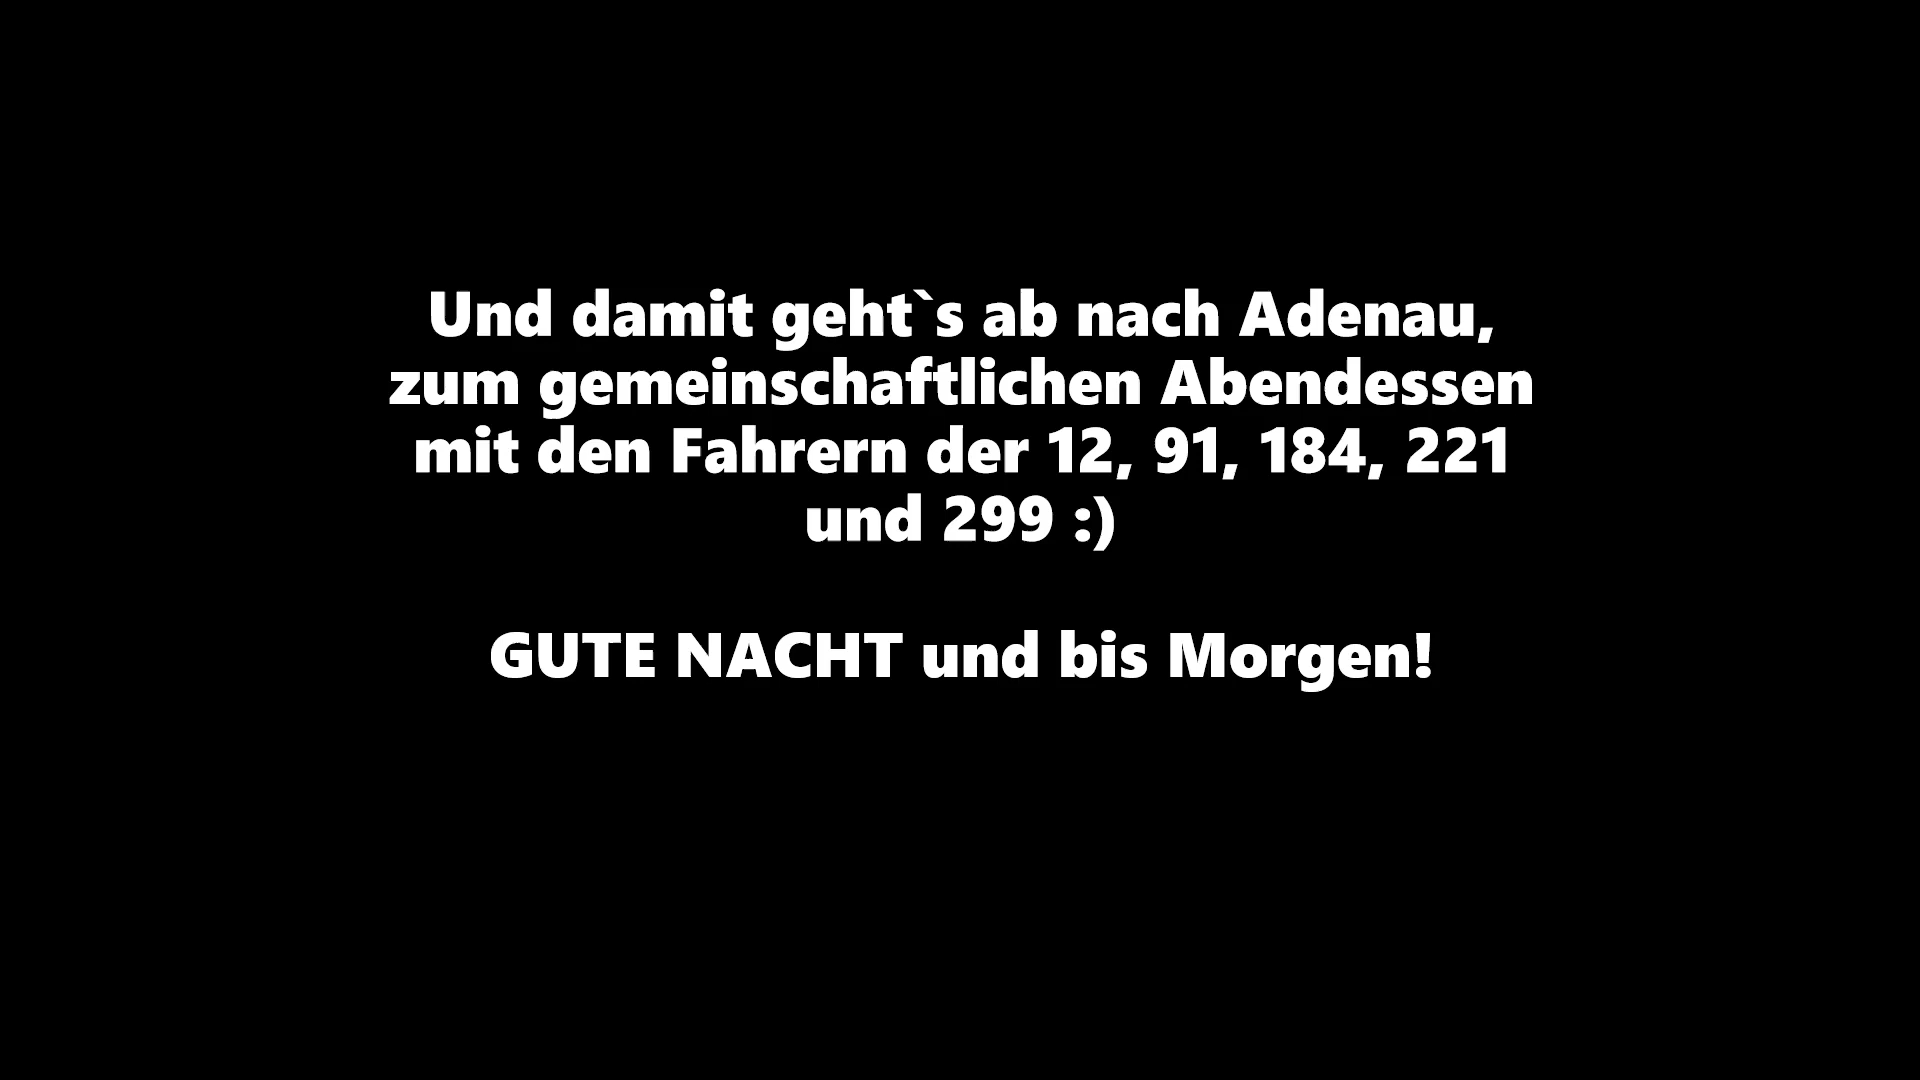 Und damit geht`s ab nach Adenau,
zum gemeinschaftlichen Abendessen
mit den Fahrern der 12, 91, 184, 221
und 299 :)
GUTE NACHT und bis Morgen!